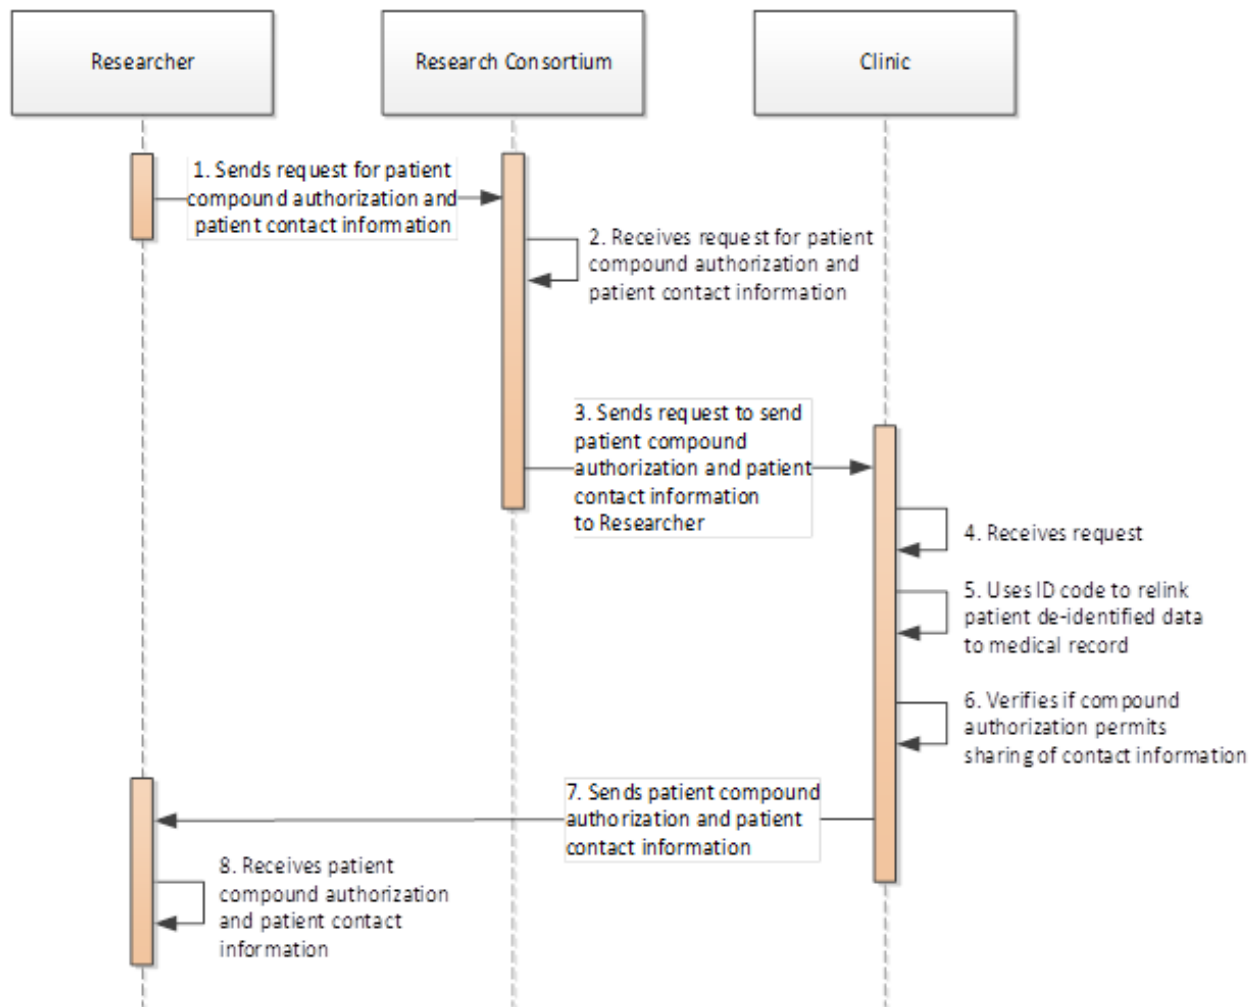 Researcher
Research Consortium
Clinic
1. Sends request for patient
compound authorization and
patient contact information
2. Receives request for patient
compound authorization and
patient contact information
3. Sends request to send
patient compound
authorization and patient
contact information
to Researcher
4. Receives request
5. Uses ID code to relink
patient de-identified data
to medical record
6. Verifies if compound
authorization permits
sharing of contact information
7. Sends patient compound
authorization and patient
contact information
8. Receives patient
compound authorization
and patient contact
information